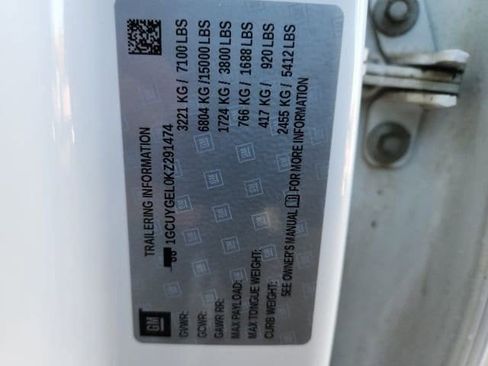 GM
TRAILERING INFORMATION
1GCUYGEL0KZ291474
GVWR: 3221 KG / 7100 LBS
GCWR: 6804 KG /15000 LBS
GAWR RR: 1724 KG / 3800 LBS
MAX PAYLOAD: 766 KG / 1688 LBS
MAX TONGUE WEIGHT: 417 KG / 920 LBS
CURB WEIGHT: 2455 KG / 5412 LBS
SEE OWNER'S MANUAL FOR MORE INFORMATION